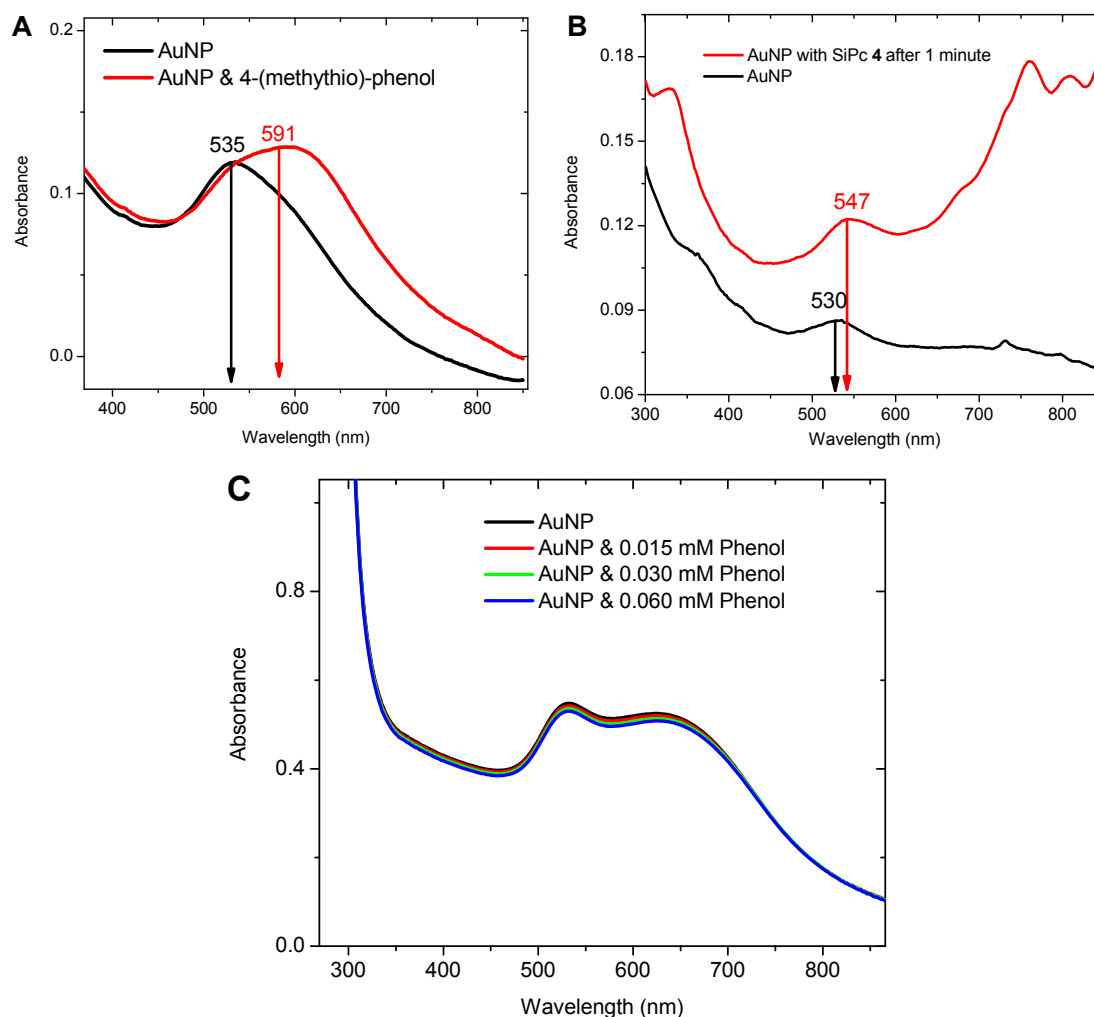 A
AuNP
AuNP & 4-(methythio)-phenol
535
591
0.2
0.1
0.0
Absorbance
400 500 600 700 800
Wavelength (nm)
B
AuNP with SiPc 4 after 1 minute
AuNP
547
530
0.18
0.15
0.12
0.09
0.06
Absorbance
300 400 500 600 700 800
Wavelength (nm)
C
AuNP
AuNP & 0.015 mM Phenol
AuNP & 0.030 mM Phenol
AuNP & 0.060 mM Phenol
0.8
0.4
0.0
Absorbance
300 400 500 600 700 800
Wavelength (nm)